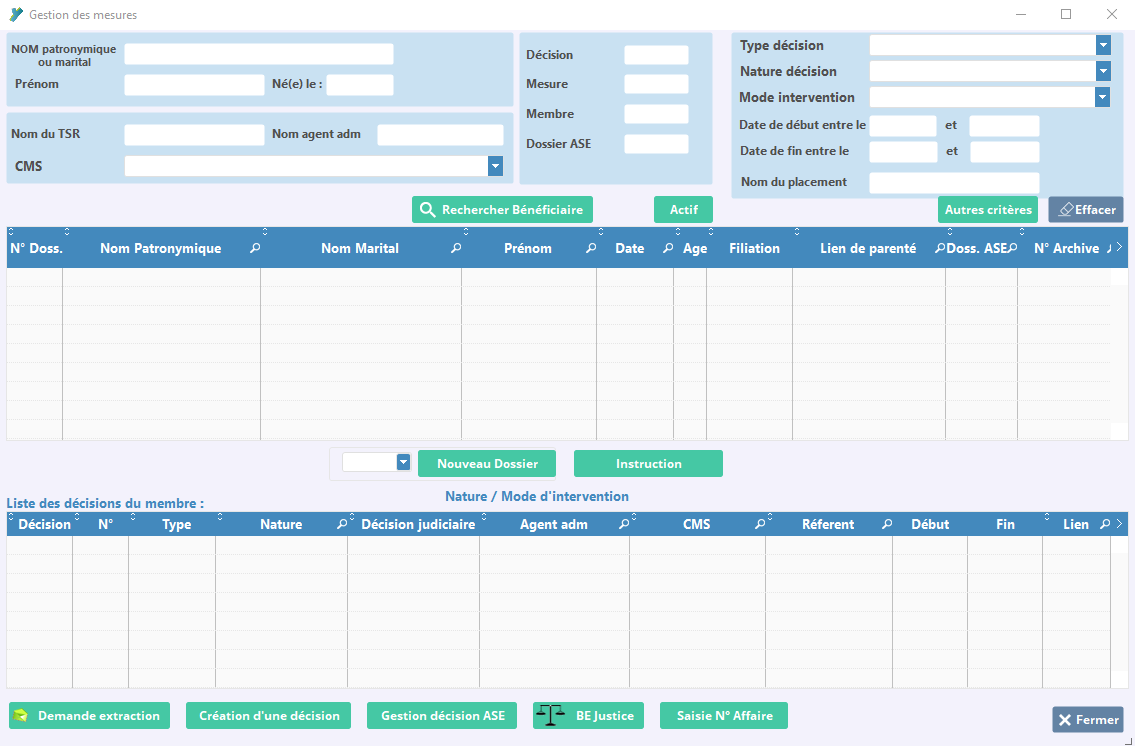 Gestion des mesures
NOM patronymique
ou marital
Prénom
Né(e) le :
Nom du TSR
Nom agent adm
CMS
Décision
Mesure
Membre
Dossier ASE
Type décision
Nature décision
Mode intervention
Date de début entre le
et
Date de fin entre le
et
Nom du placement
Rechercher Bénéficiaire
Actif
Autres critères
Effacer
N° Doss.
Nom Patronymique
Nom Marital
Prénom
Date
Age
Filiation
Lien de parenté
Doss. ASE
N° Archive
Nouveau Dossier
Instruction
Liste des décisions du membre :
Nature / Mode d'intervention
Décision
N°
Type
Nature
Décision judiciaire
Agent adm
CMS
Réferent
Début
Fin
Lien
Demande extraction
Création d'une décision
Gestion décision ASE
BE Justice
Saisie N° Affaire
Fermer